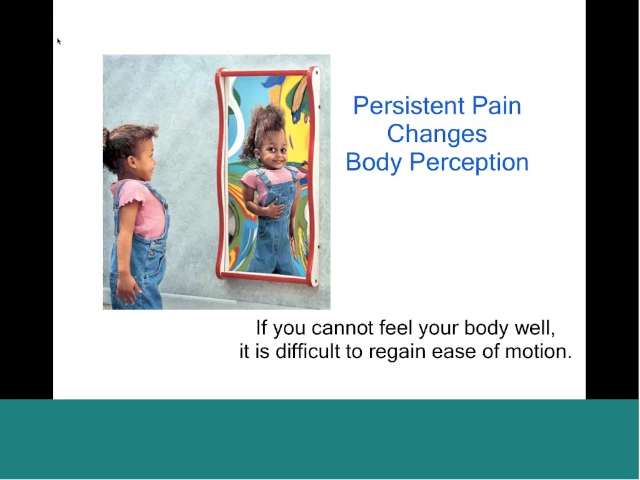 Persistent Pain
Changes
Body Perception
If you cannot feel your body well,
it is difficult to regain ease of motion.